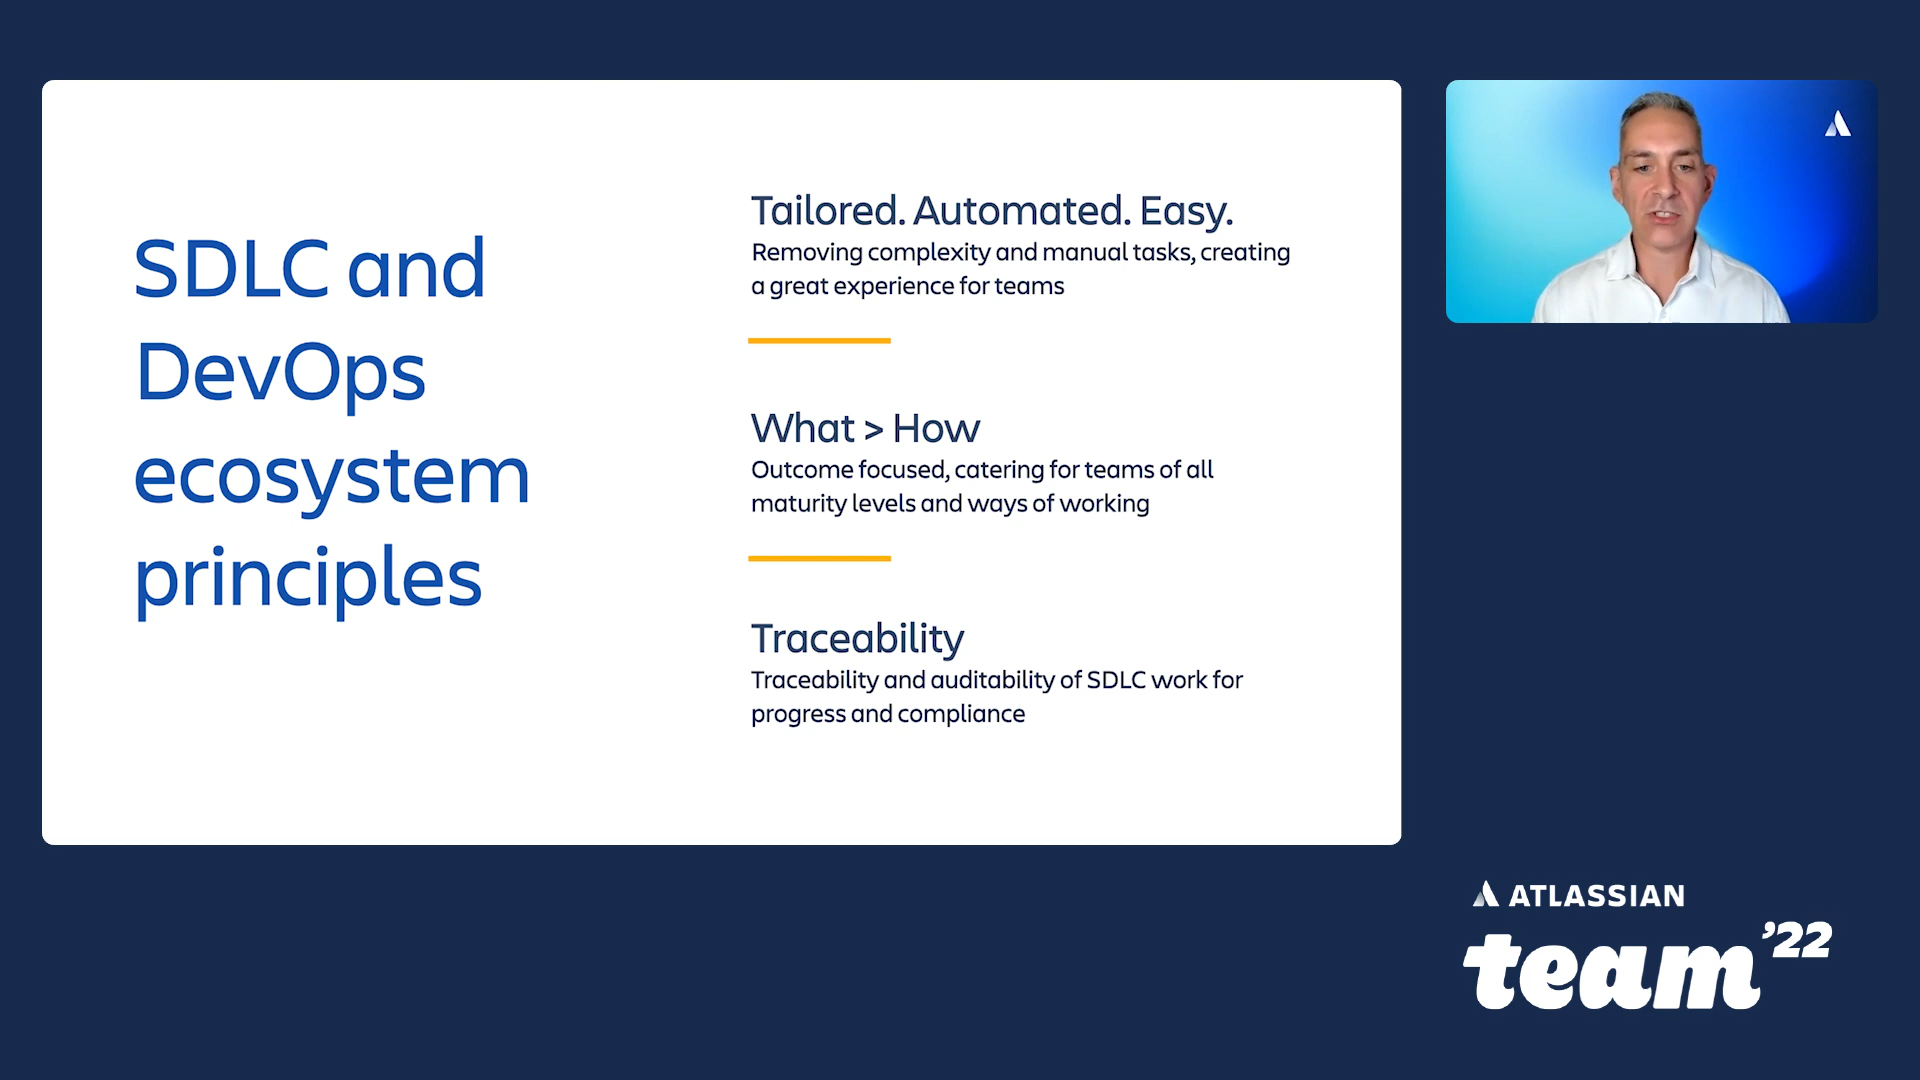 SDLC and
DevOps
ecosystem
principles
Tailored. Automated. Easy.
Removing complexity and manual tasks, creating
a great experience for teams
What > How
Outcome focused, catering for teams of all
maturity levels and ways of working
Traceability
Traceability and auditability of SDLC work for
progress and compliance
ATLASSIAN
team '22